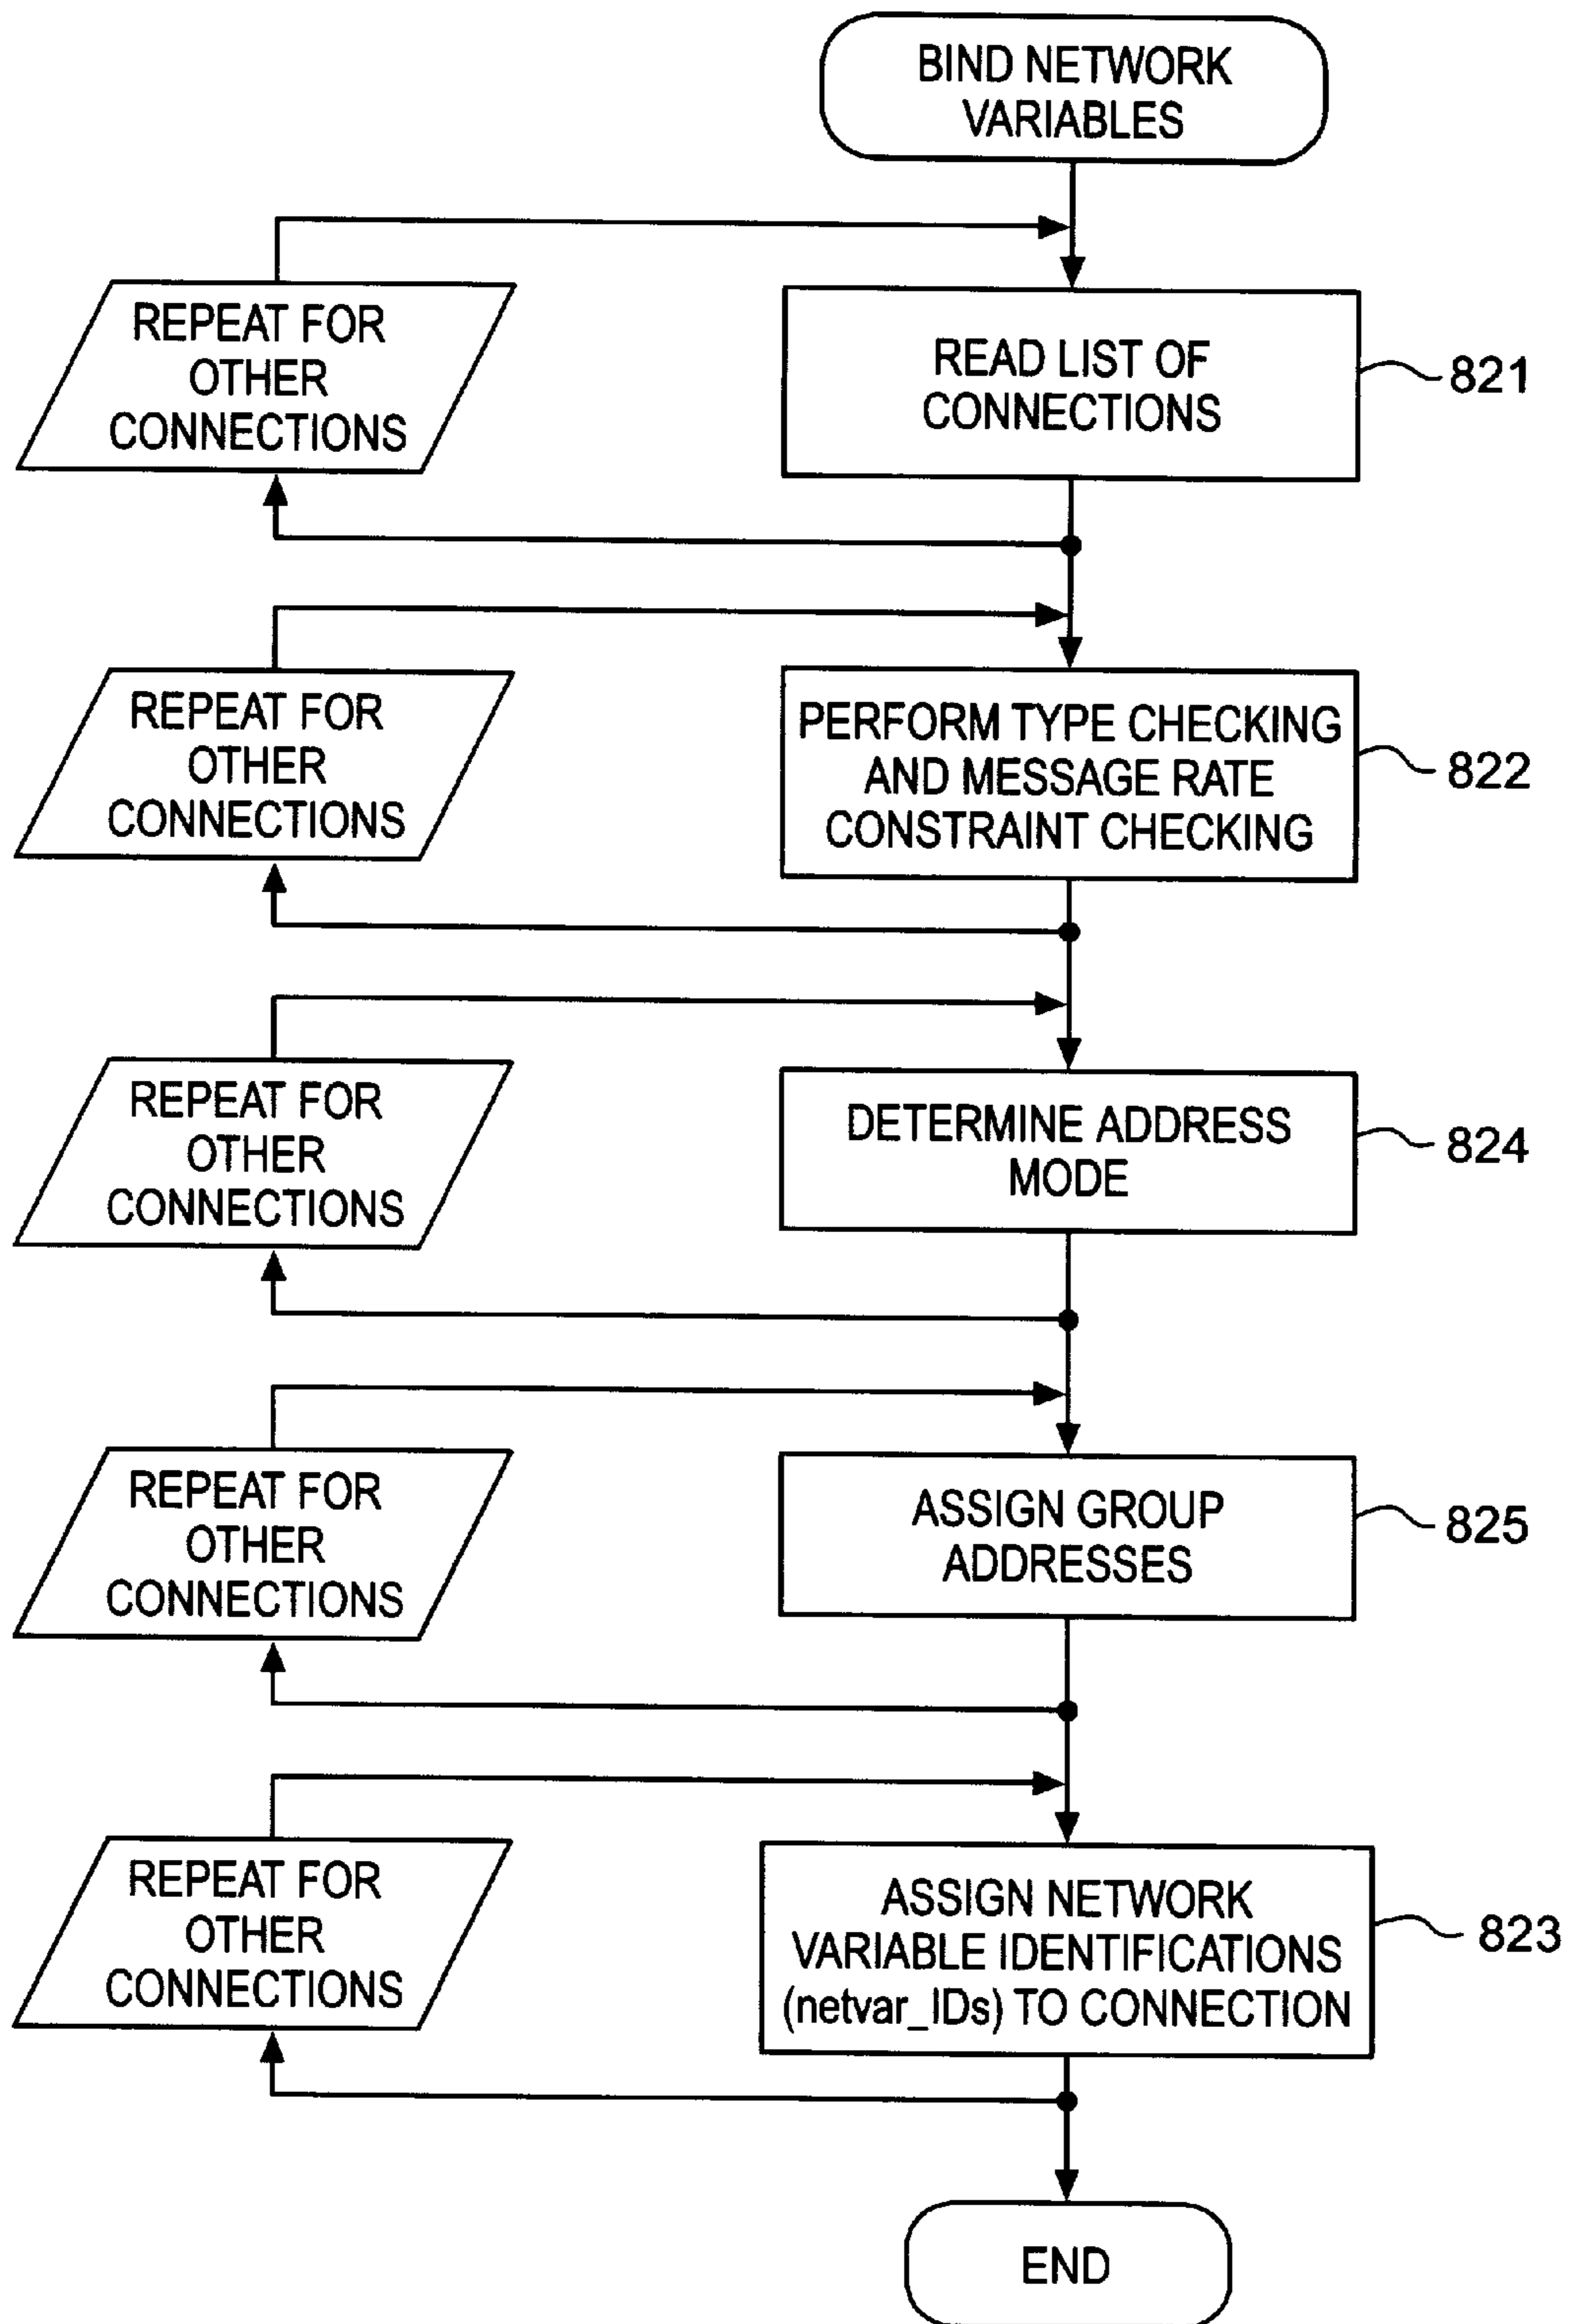 BIND NETWORK
VARIABLES
REPEAT FOR
OTHER
CONNECTIONS
READ LIST OF
CONNECTIONS
821
REPEAT FOR
OTHER
CONNECTIONS
PERFORM TYPE CHECKING
AND MESSAGE RATE
CONSTRAINT CHECKING
822
REPEAT FOR
OTHER
CONNECTIONS
DETERMINE ADDRESS
MODE
824
REPEAT FOR
OTHER
CONNECTIONS
ASSIGN GROUP
ADDRESSES
825
REPEAT FOR
OTHER
CONNECTIONS
ASSIGN NETWORK
VARIABLE IDENTIFICATIONS
(netvar_IDs) TO CONNECTION
823
END